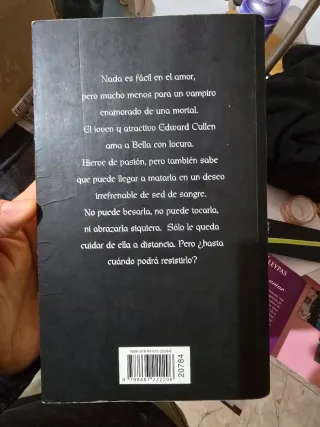 Nada es fácil en el amor,
pero mucho menos para un vampiro
enamorado de una mortal.
El joven y atractivo Edward Cullen
ama a Bella con locura.
Hierve de pasión, pero también sabe
que puede llegar a matarla en un deseo
irrefrenable de sed de sangre.
No puede besarla, no puede tocarla,
ni abrazarla siquiera. Sólo le queda
cuidar de ella a distancia. Pero ¿hasta
cuándo podrá resistirlo?
20784
LEYPAS